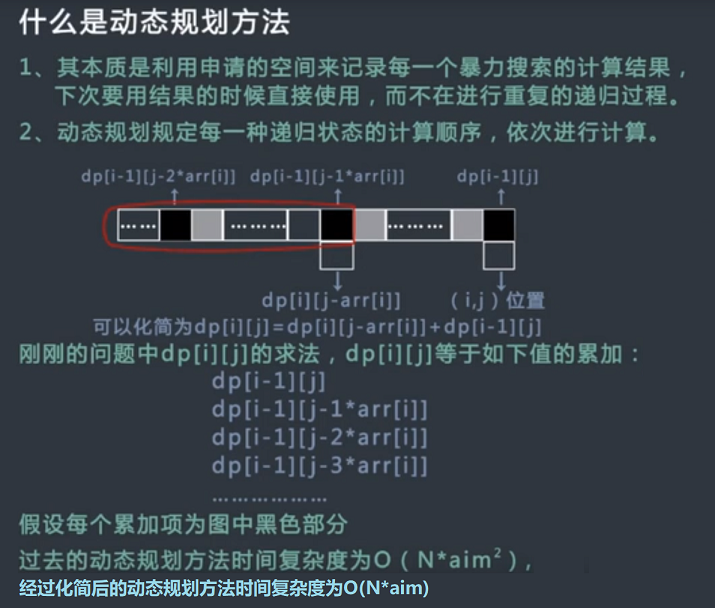 什么是动态规划方法
1、其本质是利用申请的空间来记录每一个暴力搜索的计算结果，
下次要用结果的时候直接使用，而不在进行重复的递归过程。
2、动态规划规定每一种递归状态的计算顺序，依次进行计算。
dp[i-1][j-2*arr[i]] dp[i-1][j-1*arr[i]] dp[i-1][j]
…… ……… ………
dp[i][j-arr[i]] （i,j）位置
可以化简为dp[i][j]=dp[i][j-arr[i]]+dp[i-1][j]
刚刚的问题中dp[i][j]的求法，dp[i][j]等于如下值的累加：
dp[i-1][j]
dp[i-1][j-1*arr[i]]
dp[i-1][j-2*arr[i]]
dp[i-1][j-3*arr[i]]
………………
假设每个累加项为图中黑色部分
过去的动态规划方法时间复杂度为O（N*aim²），
经过化简后的动态规划方法时间复杂度为O(N*aim)